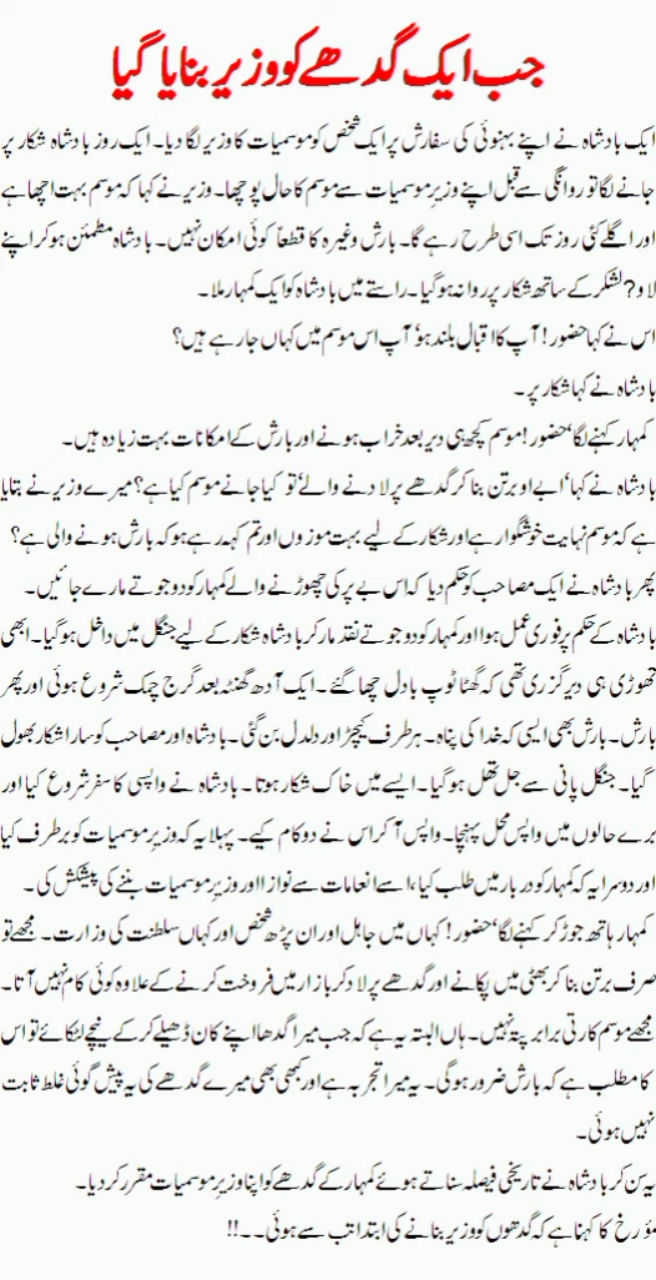 جب ایک گدھے کو وزیر بنایا گیا
ایک بادشاہ نے اپنے بہنوئی کی سفارش پر ایک شخص کو موسمیات کا وزیر لگا دیا۔ ایک روز بادشاہ شکار پر
جانے لگا تو روانگی سے قبل اپنے وزیرِ موسمیات سے موسم کا حال پوچھا۔ وزیر نے کہا کہ موسم بہت اچھا ہے
اور اگلے کئی روز تک اسی طرح رہے گا۔ بارش وغیرہ کا قطعاً کوئی امکان نہیں۔ بادشاہ مطمئن ہو کر اپنے
لاو?لشکر کے ساتھ شکار پر روانہ ہو گیا۔ راستے میں بادشاہ کو ایک کمہار ملا۔
اس نے کہا حضور! آپ کا اقبال بلند ہو‘ آپ اس موسم میں کہاں جا رہے ہیں؟
بادشاہ نے کہا شکار پر۔
کمہار کہنے لگا‘ حضور! موسم کچھ ہی دیر بعد خراب ہونے اور بارش کے امکانات بہت زیادہ ہیں۔
بادشاہ نے کہا‘ ابے او برتن بنا کر گدھے پر لادنے والے‘ تو کیا جانے موسم کیا ہے؟ میرے وزیر نے بتایا
ہے کہ موسم نہایت خوشگوار ہے اور شکار کے لیے بہت موزوں اور تم کہہ رہے ہو کہ بارش ہونے والی ہے؟
پھر بادشاہ نے ایک مصاحب کو حکم دیا کہ اس بے پر کی چھوڑنے والے کمہار کو دو جوتے مارے جائیں۔
بادشاہ کے حکم پر فوری عمل ہوا اور کمہار کو دو جوتے نقد مار کر بادشاہ شکار کے لیے جنگل میں داخل ہو گیا۔ ابھی
تھوڑی ہی دیر گزری تھی کہ گھٹا ٹوپ بادل چھا گئے۔ ایک آدھ گھنٹہ بعد گرج چمک شروع ہوئی اور پھر
بارش۔ بارش بھی ایسی کہ خدا کی پناہ۔ ہر طرف کیچڑ اور دلدل بن گئی۔ بادشاہ اور مصاحب کو سارا شکار بھول
گیا۔ جنگل پانی سے جل تھل ہو گیا۔ ایسے میں خاک شکار ہوتا۔ بادشاہ نے واپسی کا سفر شروع کیا اور
برے حالوں میں واپس محل پہنچا۔ واپس آ کر اس نے دو کام کیے۔ پہلا یہ کہ وزیرِ موسمیات کو برطرف کیا
اور دوسرا یہ کہ کمہار کو دربار میں طلب کیا، اسے انعامات سے نوازا اور وزیرِ موسمیات بننے کی پیشکش کی۔
کمہار ہاتھ جوڑ کر کہنے لگا‘ حضور! کہاں میں جاہل اور ان پڑھ شخص اور کہاں سلطنت کی وزارت۔ مجھے تو
صرف برتن بنا کر بھٹی میں پکانے اور گدھے پر لاد کر بازار میں فروخت کرنے کے علاوہ کوئی کام نہیں آتا۔
مجھے موسم کا رتی برابر پتہ نہیں۔ ہاں البتہ یہ ہے کہ جب میرا گدھا اپنے کان ڈھیلے کر کے نیچے لٹکائے تو اس
کا مطلب ہے کہ بارش ضرور ہو گی۔ یہ میرا تجربہ ہے اور کبھی بھی میرے گدھے کی یہ پیش گوئی غلط ثابت
نہیں ہوئی۔
یہ سن کر بادشاہ نے تاریخی فیصلہ سناتے ہوئے کمہار کے گدھے کو اپنا وزیرِ موسمیات مقرر کر دیا۔
مؤرخ کا کہنا ہے کہ گدھوں کو وزیر بنانے کی ابتدا تب سے ہوئی۔۔!!